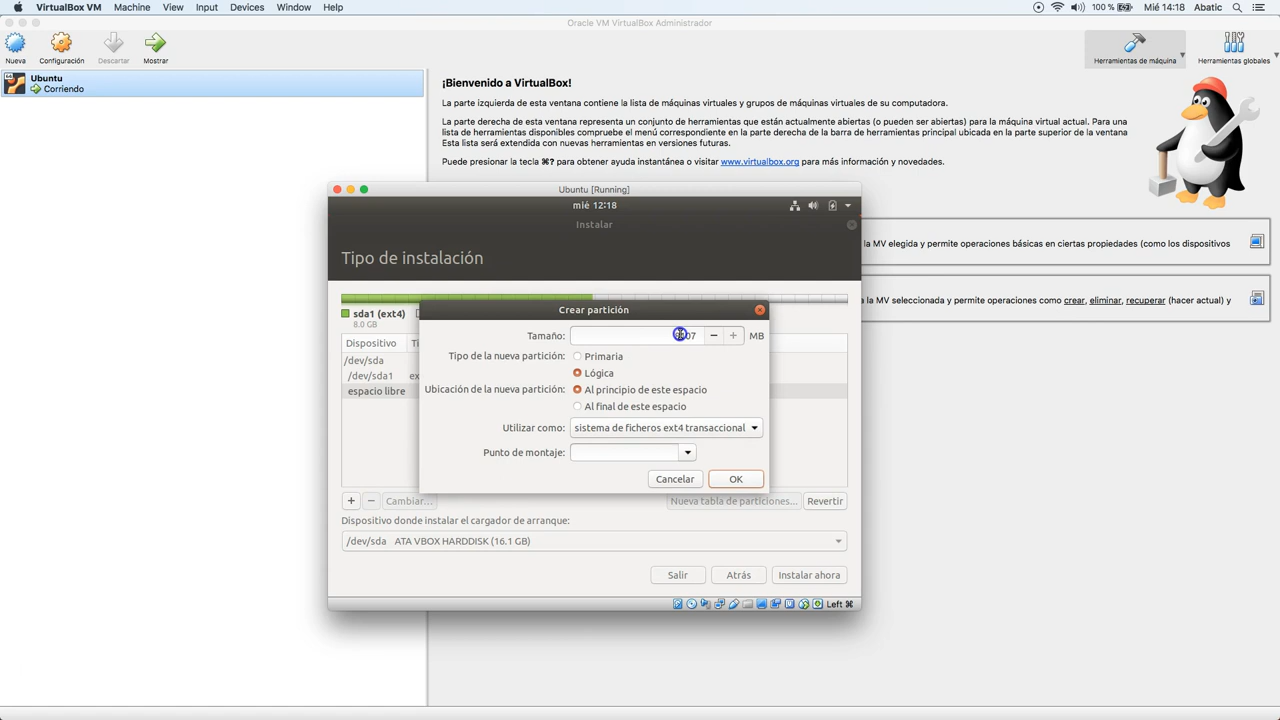 VirtualBox VM Machine View Input Devices Window Help 100 % Mié 14:18 Abatic
Oracle VM VirtualBox Administrador
Nueva Configuración Descartar Mostrar Herramientas de máquina Herramientas globales
Ubuntu
Corriendo
¡Bienvenido a VirtualBox!
La parte izquierda de esta ventana contiene la lista de máquinas virtuales y grupos de máquinas virtuales de su computadora.
La parte derecha de esta ventana representa un conjunto de herramientas que están actualmente abiertas (o pueden ser abiertas) para la máquina virtual actual. Para una
lista de herramientas disponibles compruebe el menú correspondiente en la parte derecha de la barra de herramientas principal ubicada en la parte superior de la ventana
Esta lista será extendida con nuevas herramientas en versiones futuras.
Puede presionar la tecla ⌘? para obtener ayuda instantánea o visitar www.virtualbox.org para más información y novedades.
Ubuntu [Running]
mié 12:18
Instalar
la MV elegida y permite operaciones básicas en ciertas propiedades (como los dispositivos
Tipo de instalación
la MV seleccionada y permite operaciones como crear, eliminar, recuperar (hacer actual) y
sda1 (ext4)
8.0 GB
Crear partición
Tamaño: MB
Dispositivo
Tipo de la nueva partición: Primaria
/dev/sda
Lógica
/dev/sda1
Ubicación de la nueva partición: Al principio de este espacio
espacio libre
Al final de este espacio
Utilizar como: sistema de ficheros ext4 transaccional
Punto de montaje:
Cancelar OK
+ − Cambiar... Nueva tabla de particiones... Revertir
Dispositivo donde instalar el cargador de arranque:
/dev/sda ATA VBOX HARDDISK (16.1 GB)
Salir Atrás Instalar ahora
Left ⌘